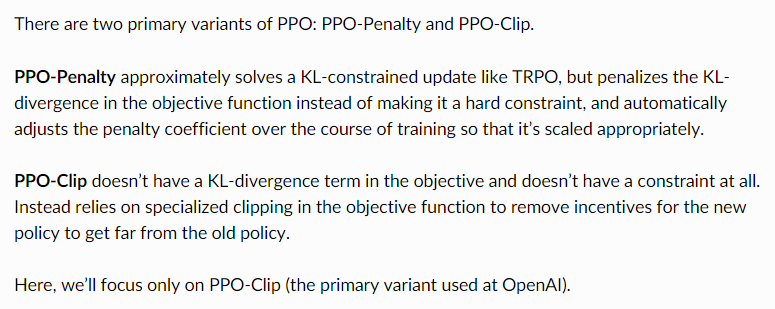 There are two primary variants of PPO: PPO-Penalty and PPO-Clip.
PPO-Penalty approximately solves a KL-constrained update like TRPO, but penalizes the KL-
divergence in the objective function instead of making it a hard constraint, and automatically
adjusts the penalty coefficient over the course of training so that it’s scaled appropriately.
PPO-Clip doesn’t have a KL-divergence term in the objective and doesn’t have a constraint at all.
Instead relies on specialized clipping in the objective function to remove incentives for the new
policy to get far from the old policy.
Here, we’ll focus only on PPO-Clip (the primary variant used at OpenAI).